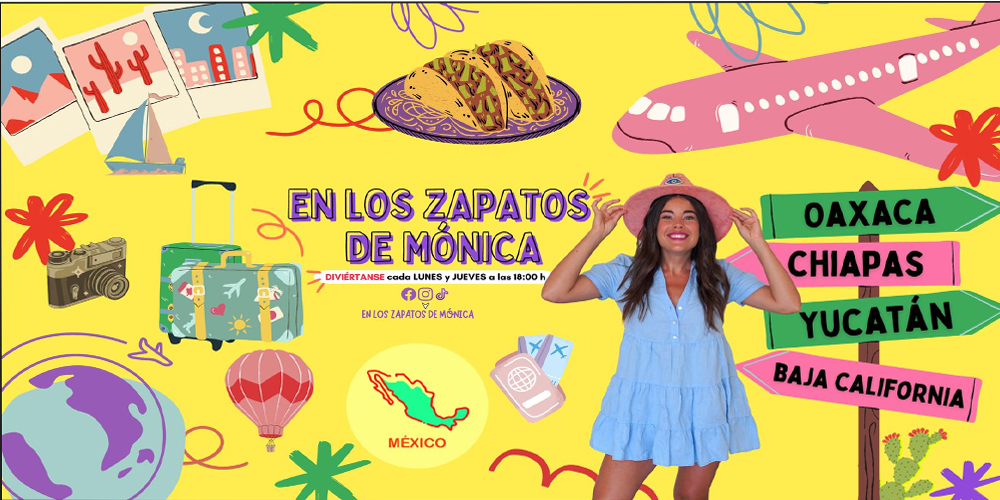 EN LOS ZAPATOS
DE MÓNICA
DIVIÉRTANSE cada LUNES y JUEVES a las 18:00 h
EN LOS ZAPATOS DE MÓNICA
MÉXICO
OAXACA
CHIAPAS
YUCATÁN
BAJA CALIFORNIA